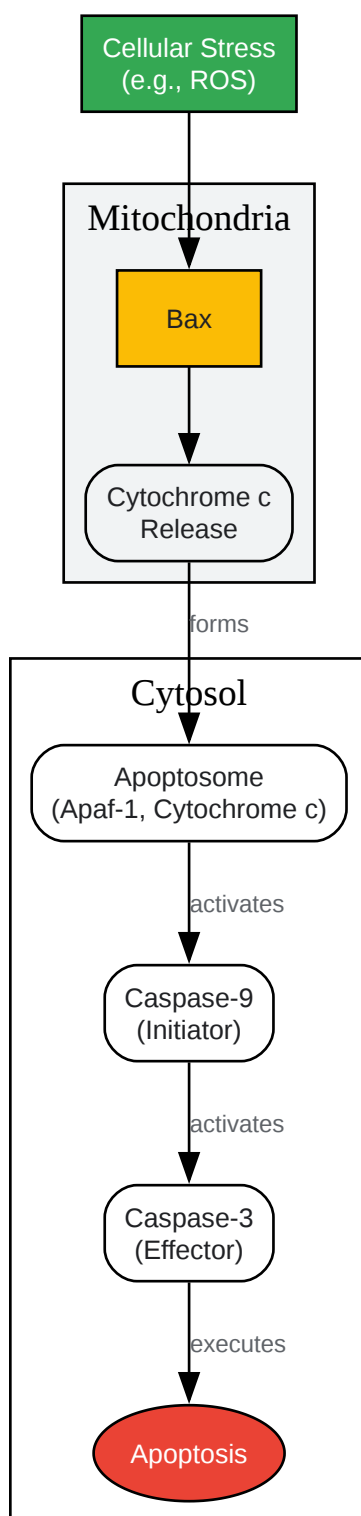 Cellular Stress
(e.g., ROS)
Mitochondria
Bax
Cytochrome c
Release
forms
Cytosol
Apoptosome
(Apaf-1, Cytochrome c)
activates
Caspase-9
(Initiator)
activates
Caspase-3
(Effector)
executes
Apoptosis